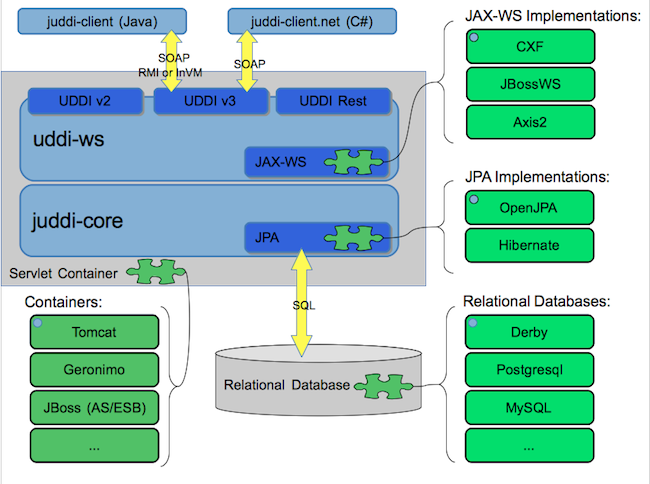 juddi-client (Java)
juddi-client.net (C#)
JAX-WS Implementations:
SOAP
RMI or InVM
SOAP
CXF
JBossWS
Axis2
UDDI v2
UDDI v3
UDDI Rest
uddi-ws
JAX-WS
JPA Implementations:
OpenJPA
Hibernate
juddi-core
JPA
Servlet Container
SQL
Containers:
Tomcat
Geronimo
JBoss (AS/ESB)
...
Relational Database
Relational Databases:
Derby
Postgresql
MySQL
...